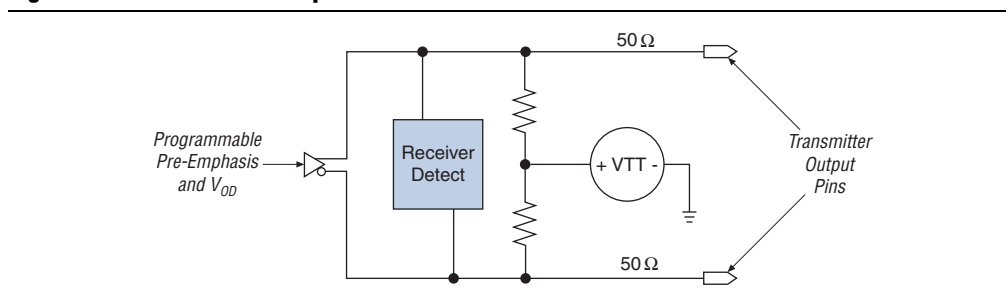 50 Ω
Programmable
Pre-Emphasis
and VOD
Receiver
Detect
+ VTT -
Transmitter
Output
Pins
50 Ω